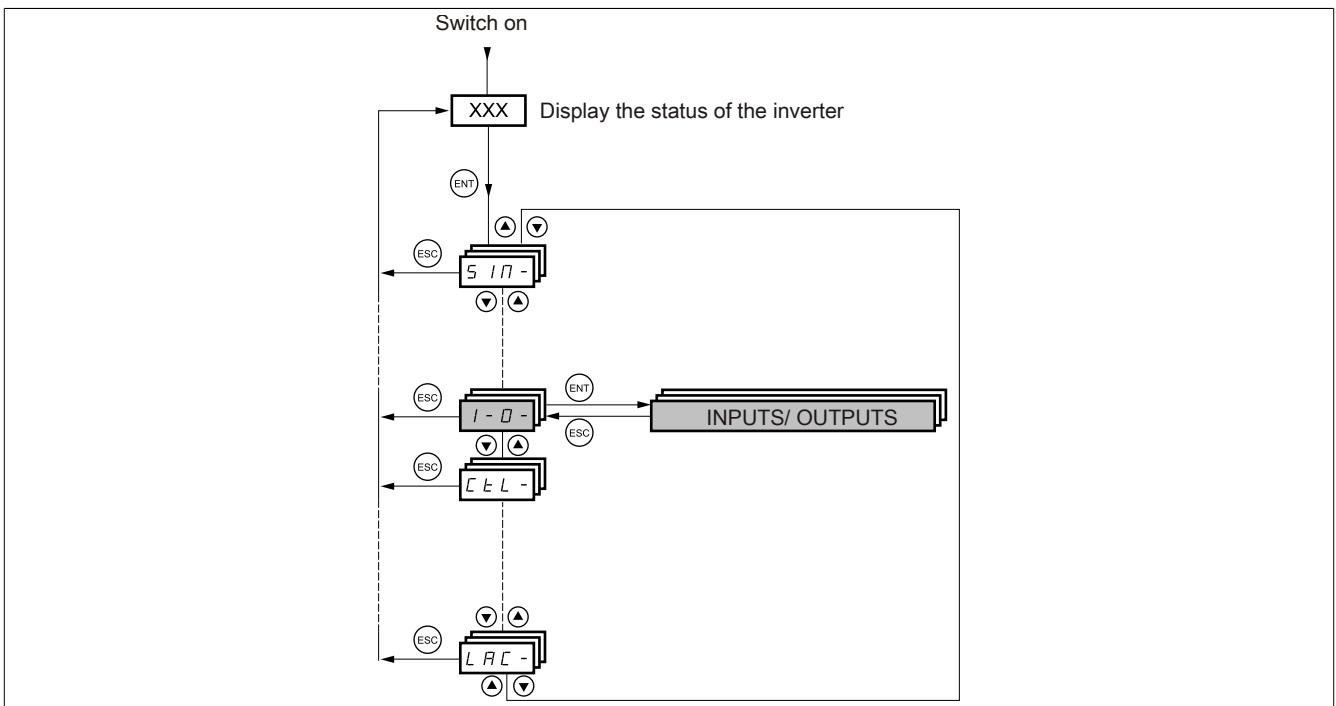 Switch on
XXX Display the status of the inverter
ENT
ESC
SIM-
ESC
ENT
I-O-
INPUTS/ OUTPUTS
ESC
ESC
CtL-
ESC
LAC-